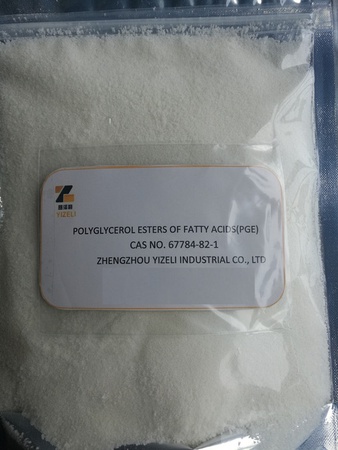 YIZELI
POLYGLYCEROL ESTERS OF FATTY ACIDS(PGE)
CAS NO. 67784-82-1
ZHENGZHOU YIZELI INDUSTRIAL CO., LTD